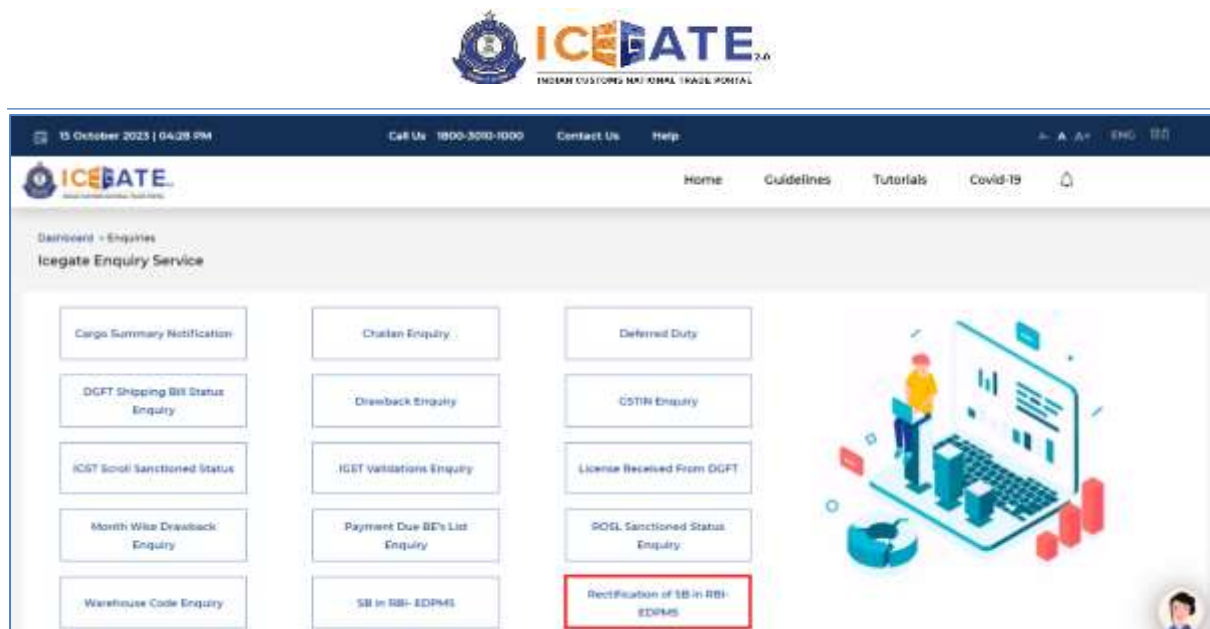 ICEGATE 2.0
INDIAN CUSTOMS NATIONAL TRADE PORTAL
15 October 2023 | 04:28 PM Call Us 1800-3010-1000 Contact Us Help A- A A+ ENG हिंदी
ICEGATE
Home Guidelines Tutorials Covid-19
Dashboard > Enquiries
Icegate Enquiry Service
Cargo Summary Notification
Challan Enquiry
Deferred Duty
DGFT Shipping Bill Status
Enquiry
Drawback Enquiry
GSTIN Enquiry
IGST Scroll Sanctioned Status
IGST Validations Enquiry
License Received From DGFT
Month Wise Drawback
Enquiry
Payment Due BE's List
Enquiry
ROSL Sanctioned Status
Enquiry
Warehouse Code Enquiry
SB in RBI- EDPMS
Rectification of SB in RBI-
EDPMS